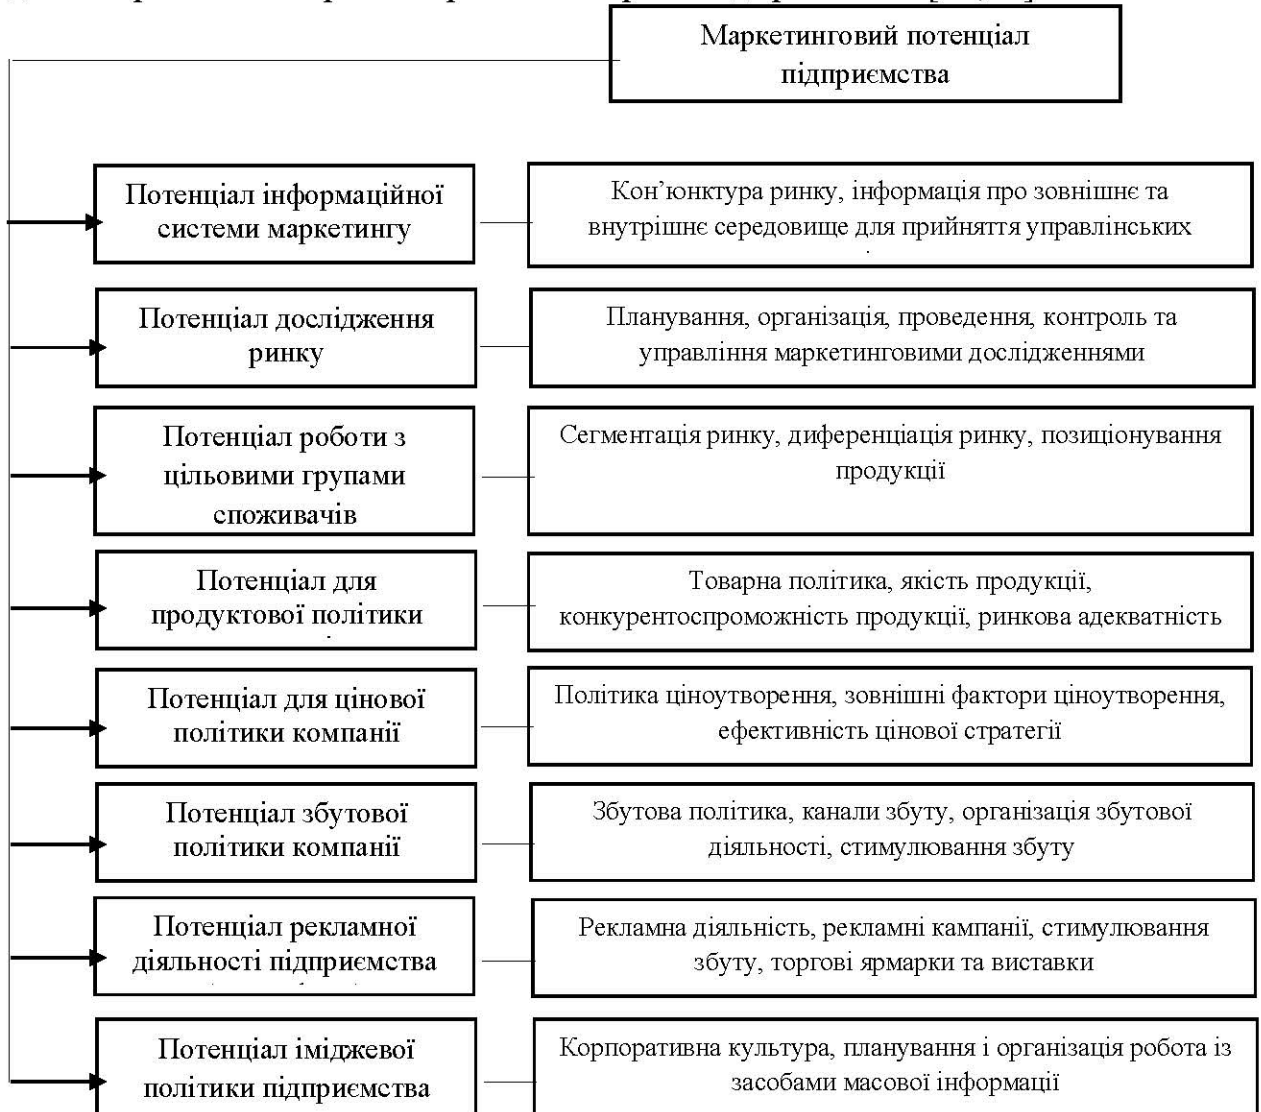 Маркетинговий потенціал
підприємства
Потенціал інформаційної
системи маркетингу
Кон’юнктура ринку, інформація про зовнішнє та
внутрішнє середовище для прийняття управлінських
Потенціал дослідження
ринку
Планування, організація, проведення, контроль та
управління маркетинговими дослідженнями
Потенціал роботи з
цільовими групами
споживачів
Сегментація ринку, диференціація ринку, позиціонування
продукції
Потенціал для
продуктової політики
Товарна політика, якість продукції,
конкурентоспроможність продукції, ринкова адекватність
Потенціал для цінової
політики компанії
Політика ціноутворення, зовнішні фактори ціноутворення,
ефективність цінової стратегії
Потенціал збутової
політики компанії
Збутова політика, канали збуту, організація збутової
діяльності, стимулювання збуту
Потенціал рекламної
діяльності підприємства
Рекламна діяльність, рекламні кампанії, стимулювання
збуту, торгові ярмарки та виставки
Потенціал іміджевої
політики підприємства
Корпоративна культура, планування і організація робота із
засобами масової інформації